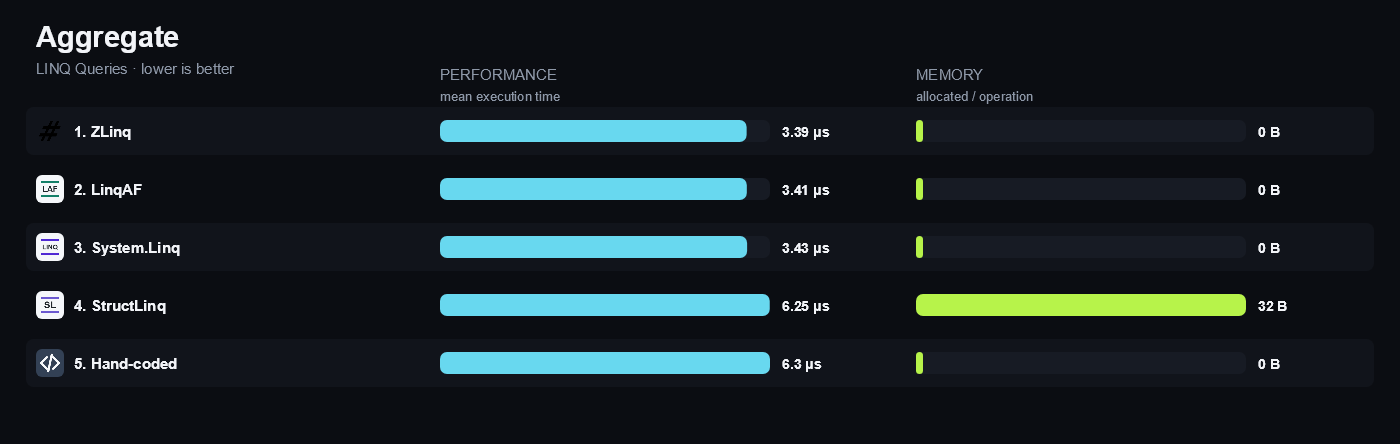 Aggregate
LINQ Queries · lower is better
PERFORMANCE
mean execution time
MEMORY
allocated / operation
# 1. ZLinq 3.39 µs 0 B
LAF 2. LinqAF 3.41 µs 0 B
LINQ 3. System.Linq 3.43 µs 0 B
SL 4. StructLinq 6.25 µs 32 B
</> 5. Hand-coded 6.3 µs 0 B